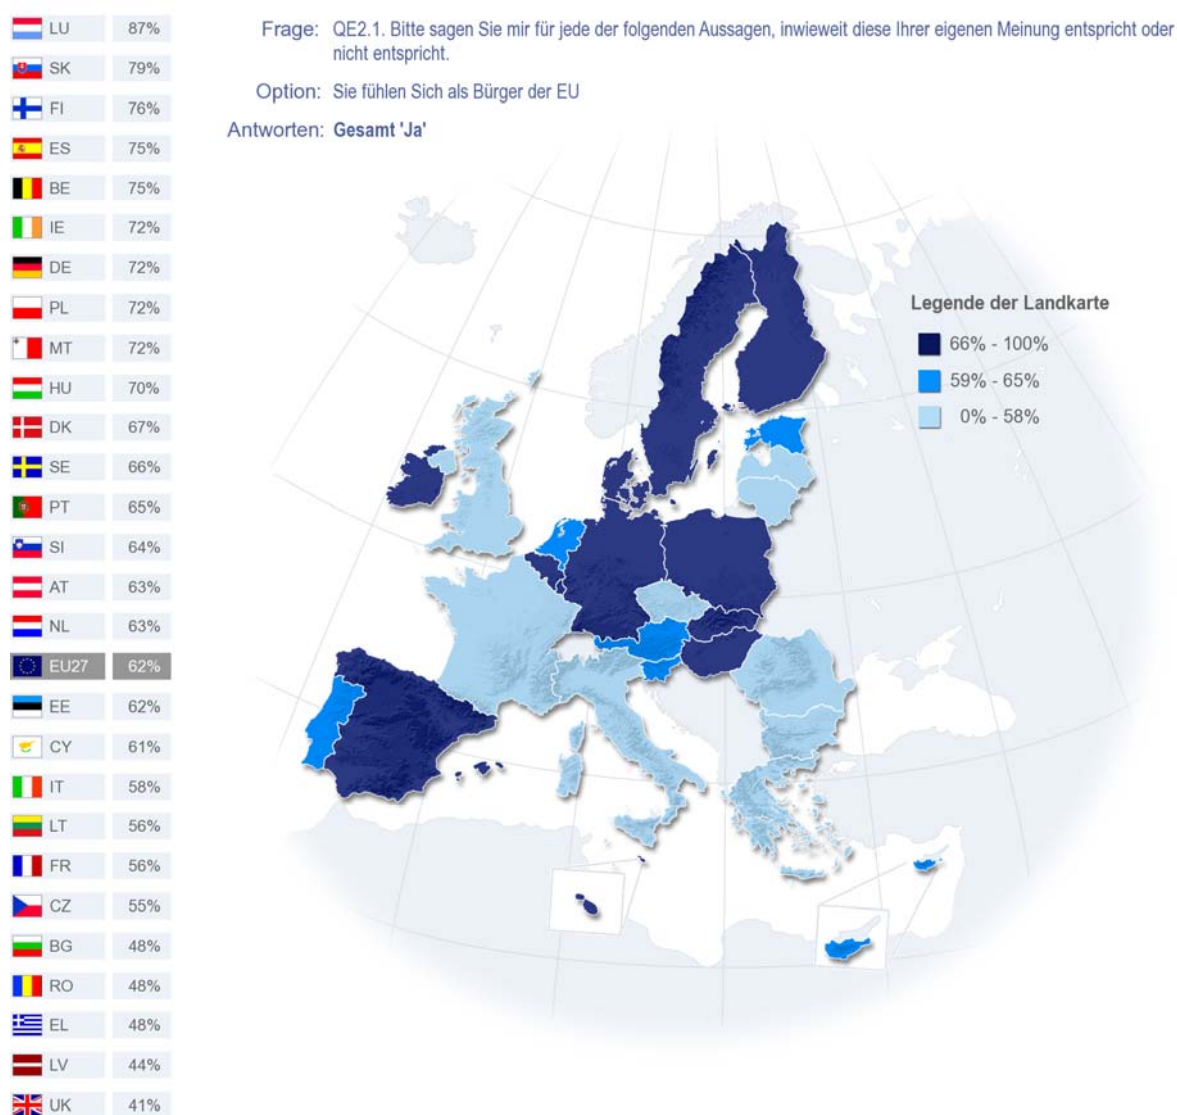 LU 87%
SK 79%
FI 76%
ES 75%
BE 75%
IE 72%
DE 72%
PL 72%
MT 72%
HU 70%
DK 67%
SE 66%
PT 65%
SI 64%
AT 63%
NL 63%
EU27 62%
EE 62%
CY 61%
IT 58%
LT 56%
FR 56%
CZ 55%
BG 48%
RO 48%
EL 48%
LV 44%
UK 41%
Frage: QE2.1. Bitte sagen Sie mir für jede der folgenden Aussagen, inwieweit diese Ihrer eigenen Meinung entspricht oder
nicht entspricht.
Option: Sie fühlen Sich als Bürger der EU
Antworten: Gesamt 'Ja'
Legende der Landkarte
66% - 100%
59% - 65%
0% - 58%